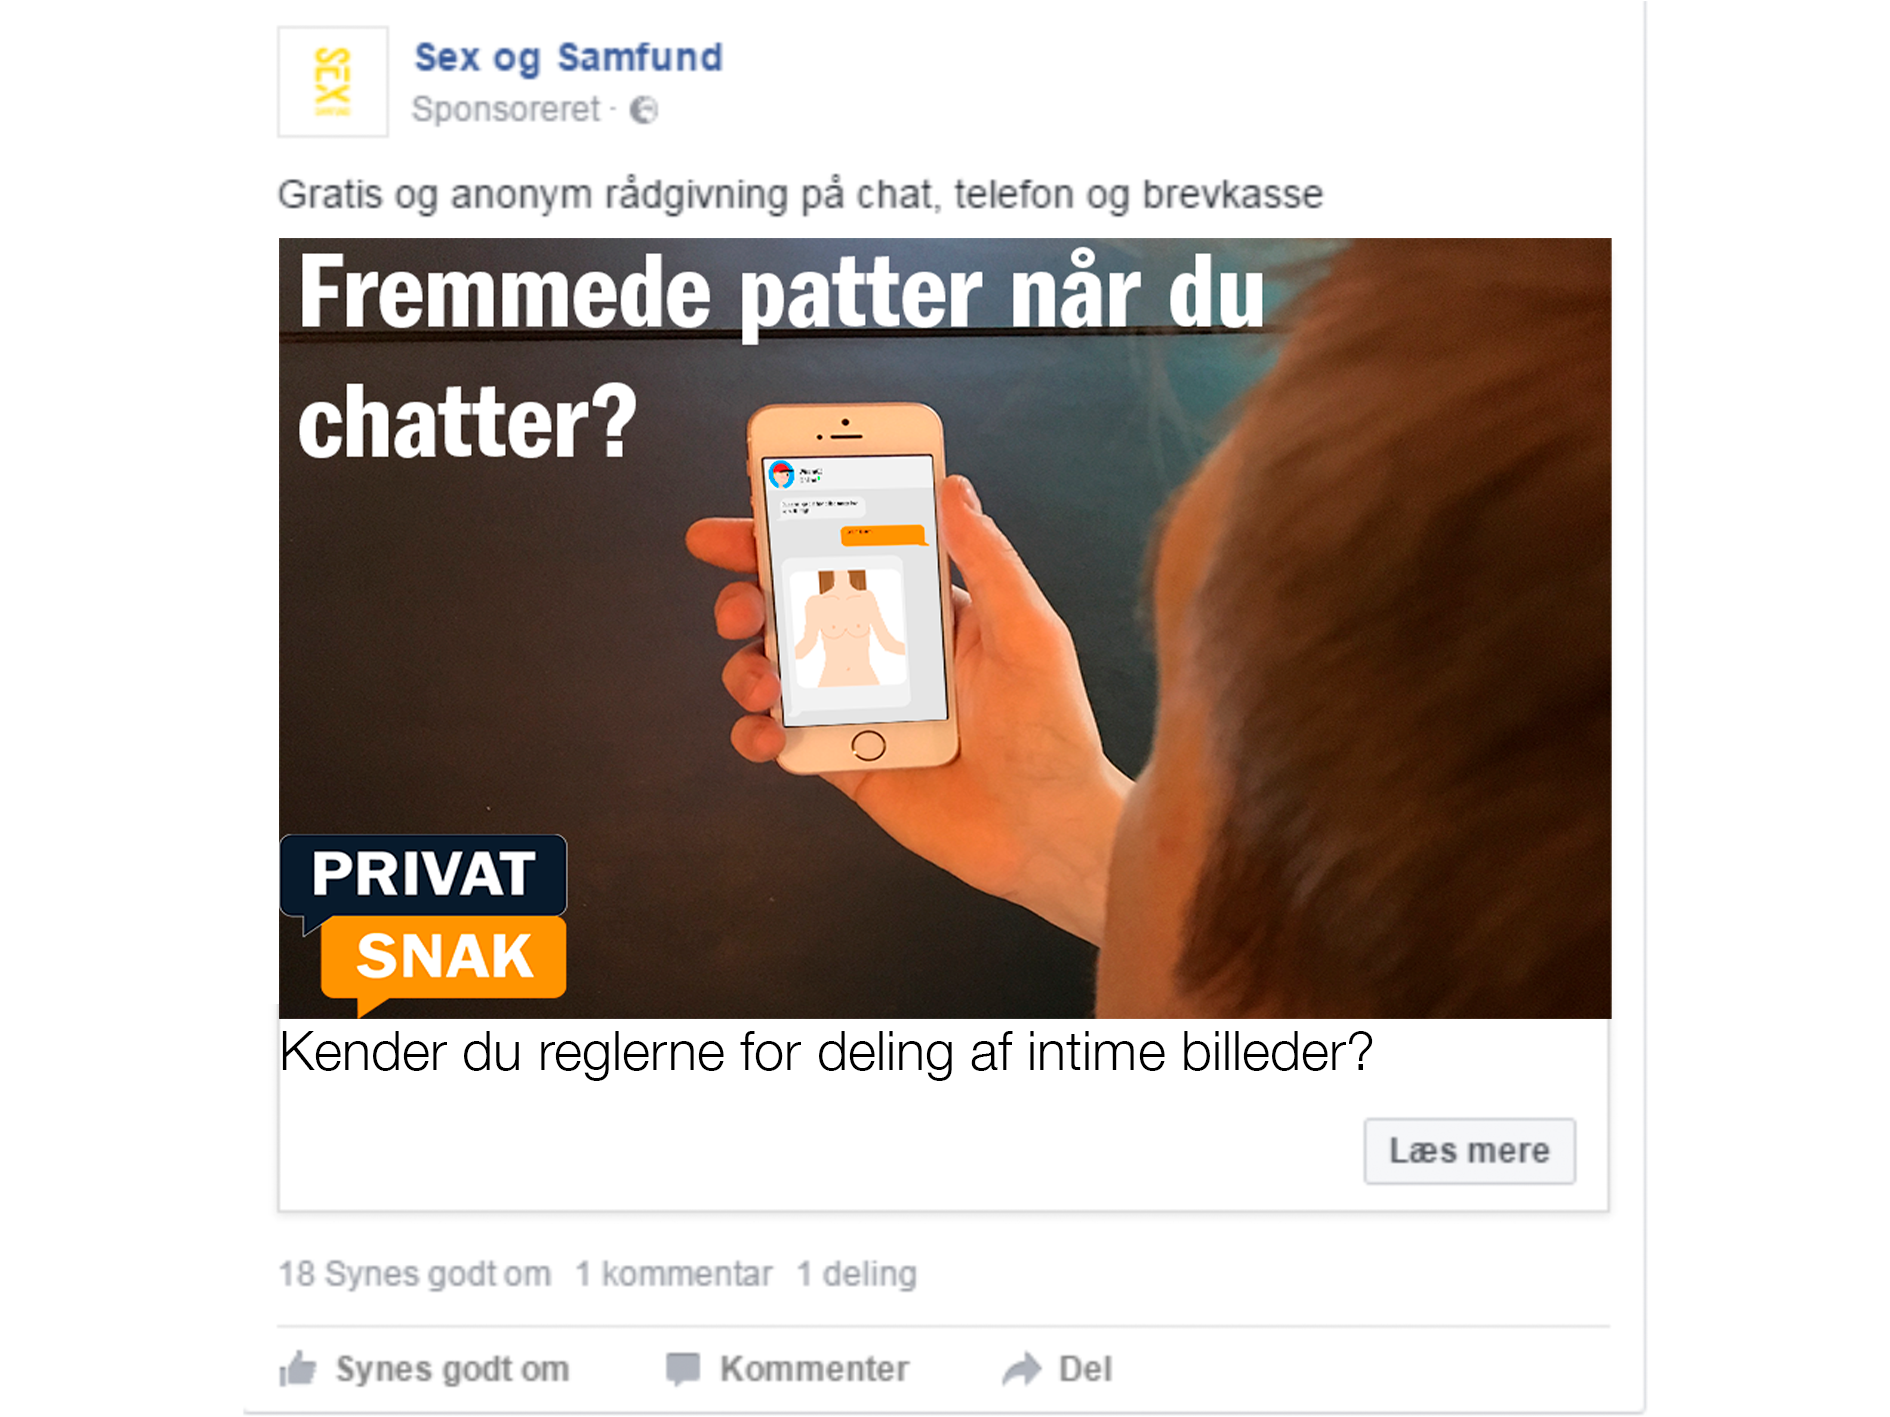 SEX
Sex og Samfund
Sponsoreret ·
Gratis og anonym rådgivning på chat, telefon og brevkasse
Fremmede patter når du
chatter?
PRIVAT
SNAK
Kender du reglerne for deling af intime billeder?
Læs mere
18 Synes godt om 1 kommentar 1 deling
Synes godt om Kommenter Del